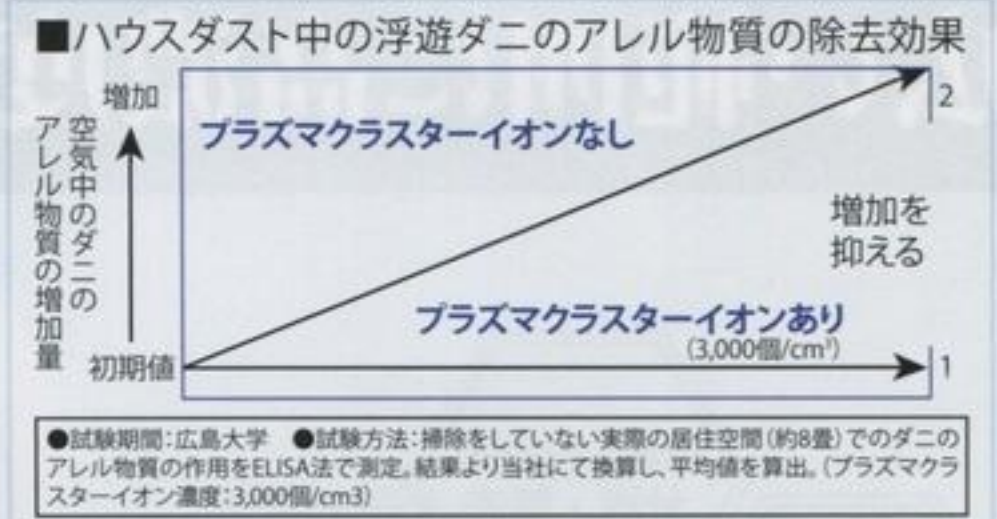 ■ハウスダスト中の浮遊ダニのアレル物質の除去効果
増加
空気中のダニの
アレル物質の増加量
初期値
プラズマクラスターイオンなし
2
増加を
抑える
プラズマクラスターイオンあり
(3,000個/cm³)
1
●試験期間:広島大学 ●試験方法:掃除をしていない実際の居住空間(約8畳)でのダニの
アレル物質の作用をELISA法で測定。結果より当社にて換算し、平均値を算出。(プラズマクラ
スターイオン濃度:3,000個/cm3)